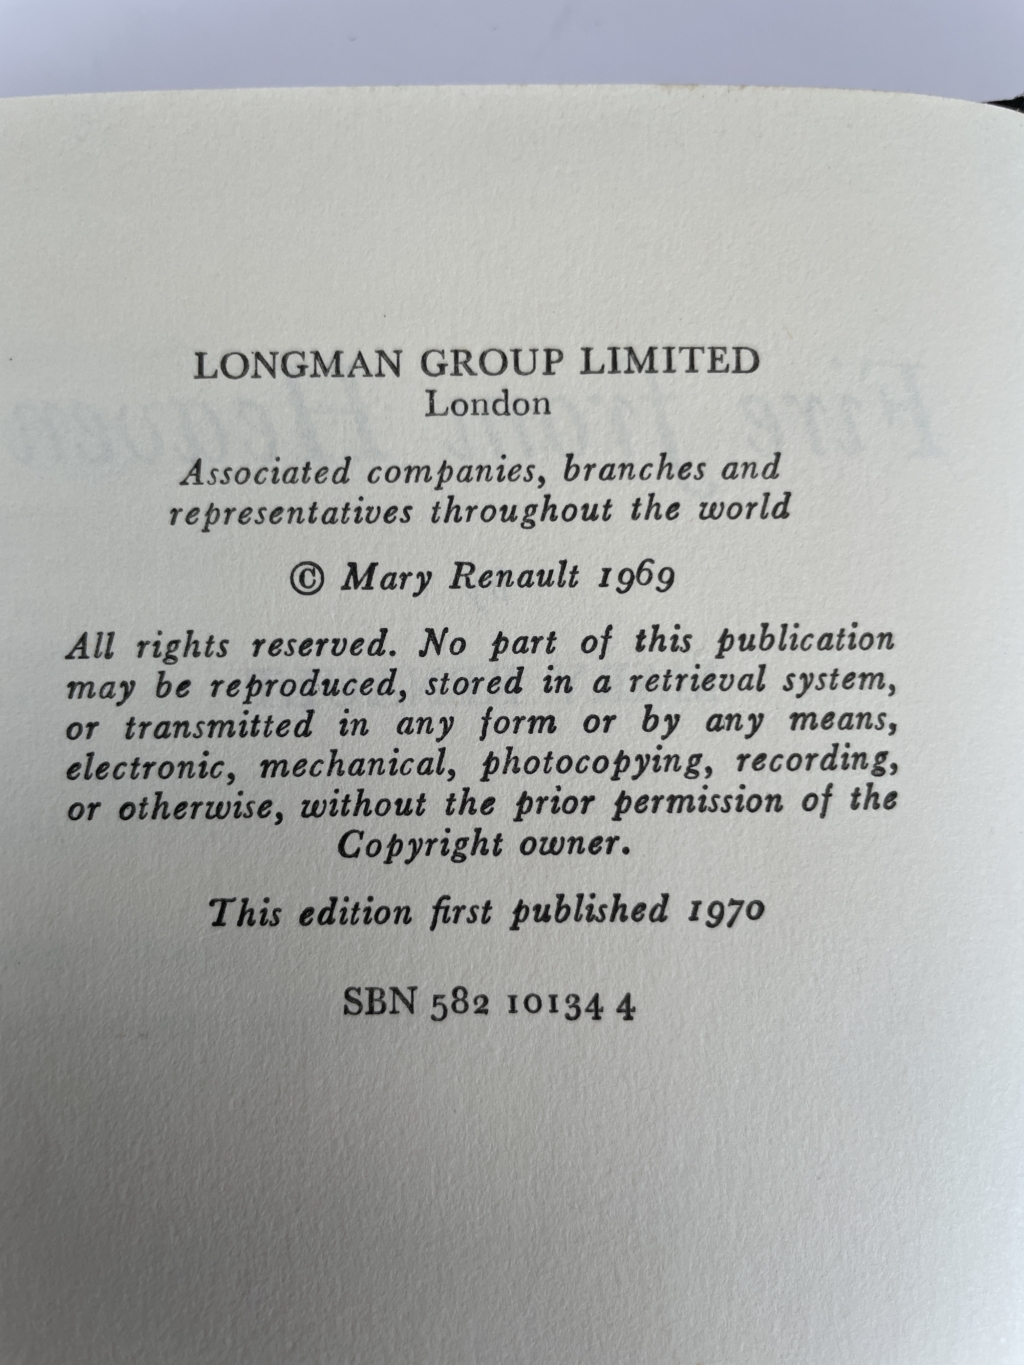 LONGMAN GROUP LIMITED
London
Associated companies, branches and
representatives throughout the world
© Mary Renault 1969
All rights reserved. No part of this publication
may be reproduced, stored in a retrieval system,
or transmitted in any form or by any means,
electronic, mechanical, photocopying, recording,
or otherwise, without the prior permission of the
Copyright owner.
This edition first published 1970
SBN 582 10134 4
Fire from Heaven